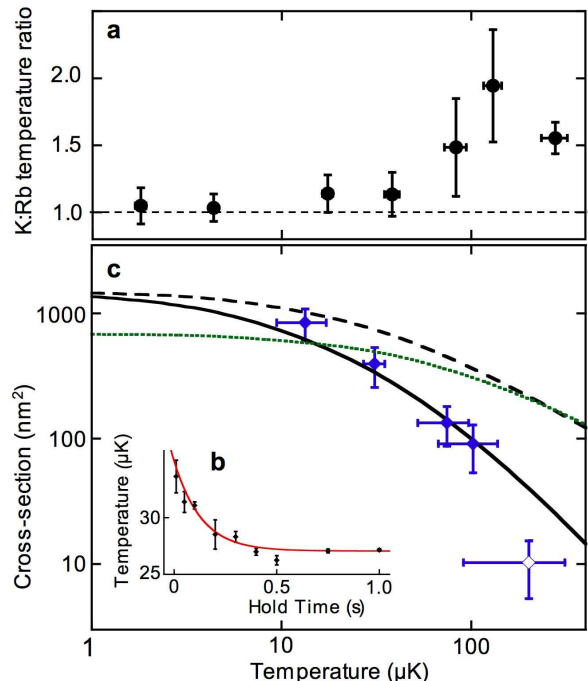 a
K:Rb temperature ratio
2.0
1.5
1.0
c
Cross-section (nm²)
1000
100
10
b
Temperature (μK)
30
25
0
0.5
1.0
Hold Time (s)
1
10
100
Temperature (μK)